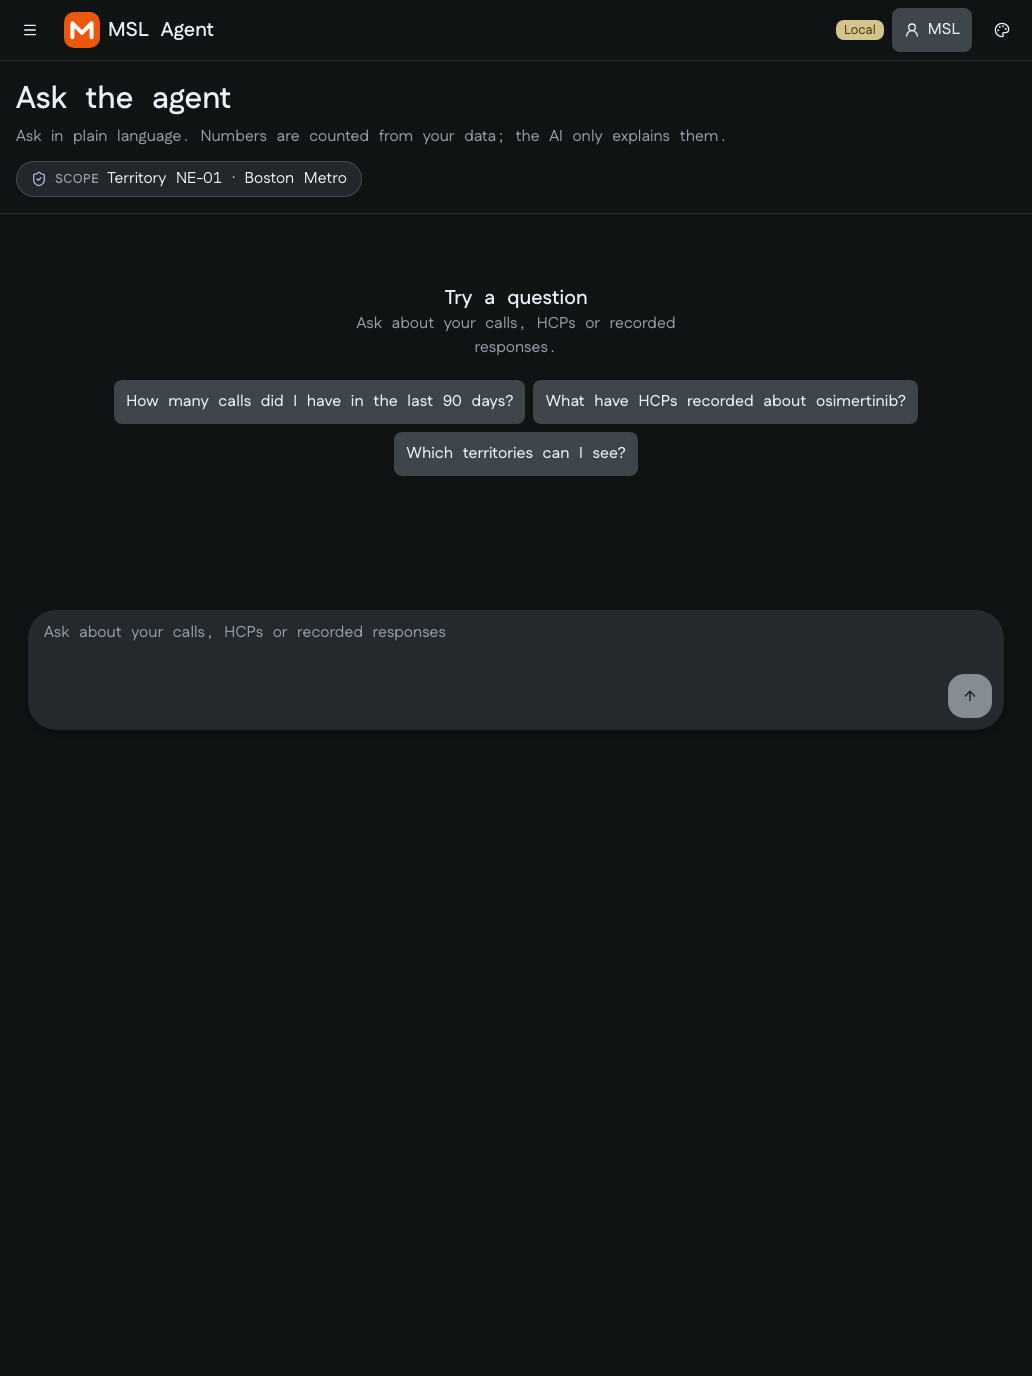 MSL Agent
Local
MSL
Ask the agent
Ask in plain language. Numbers are counted from your data; the AI only explains them.
SCOPE Territory NE-01 · Boston Metro
Try a question
Ask about your calls, HCPs or recorded
responses.
How many calls did I have in the last 90 days?
What have HCPs recorded about osimertinib?
Which territories can I see?
Ask about your calls, HCPs or recorded responses